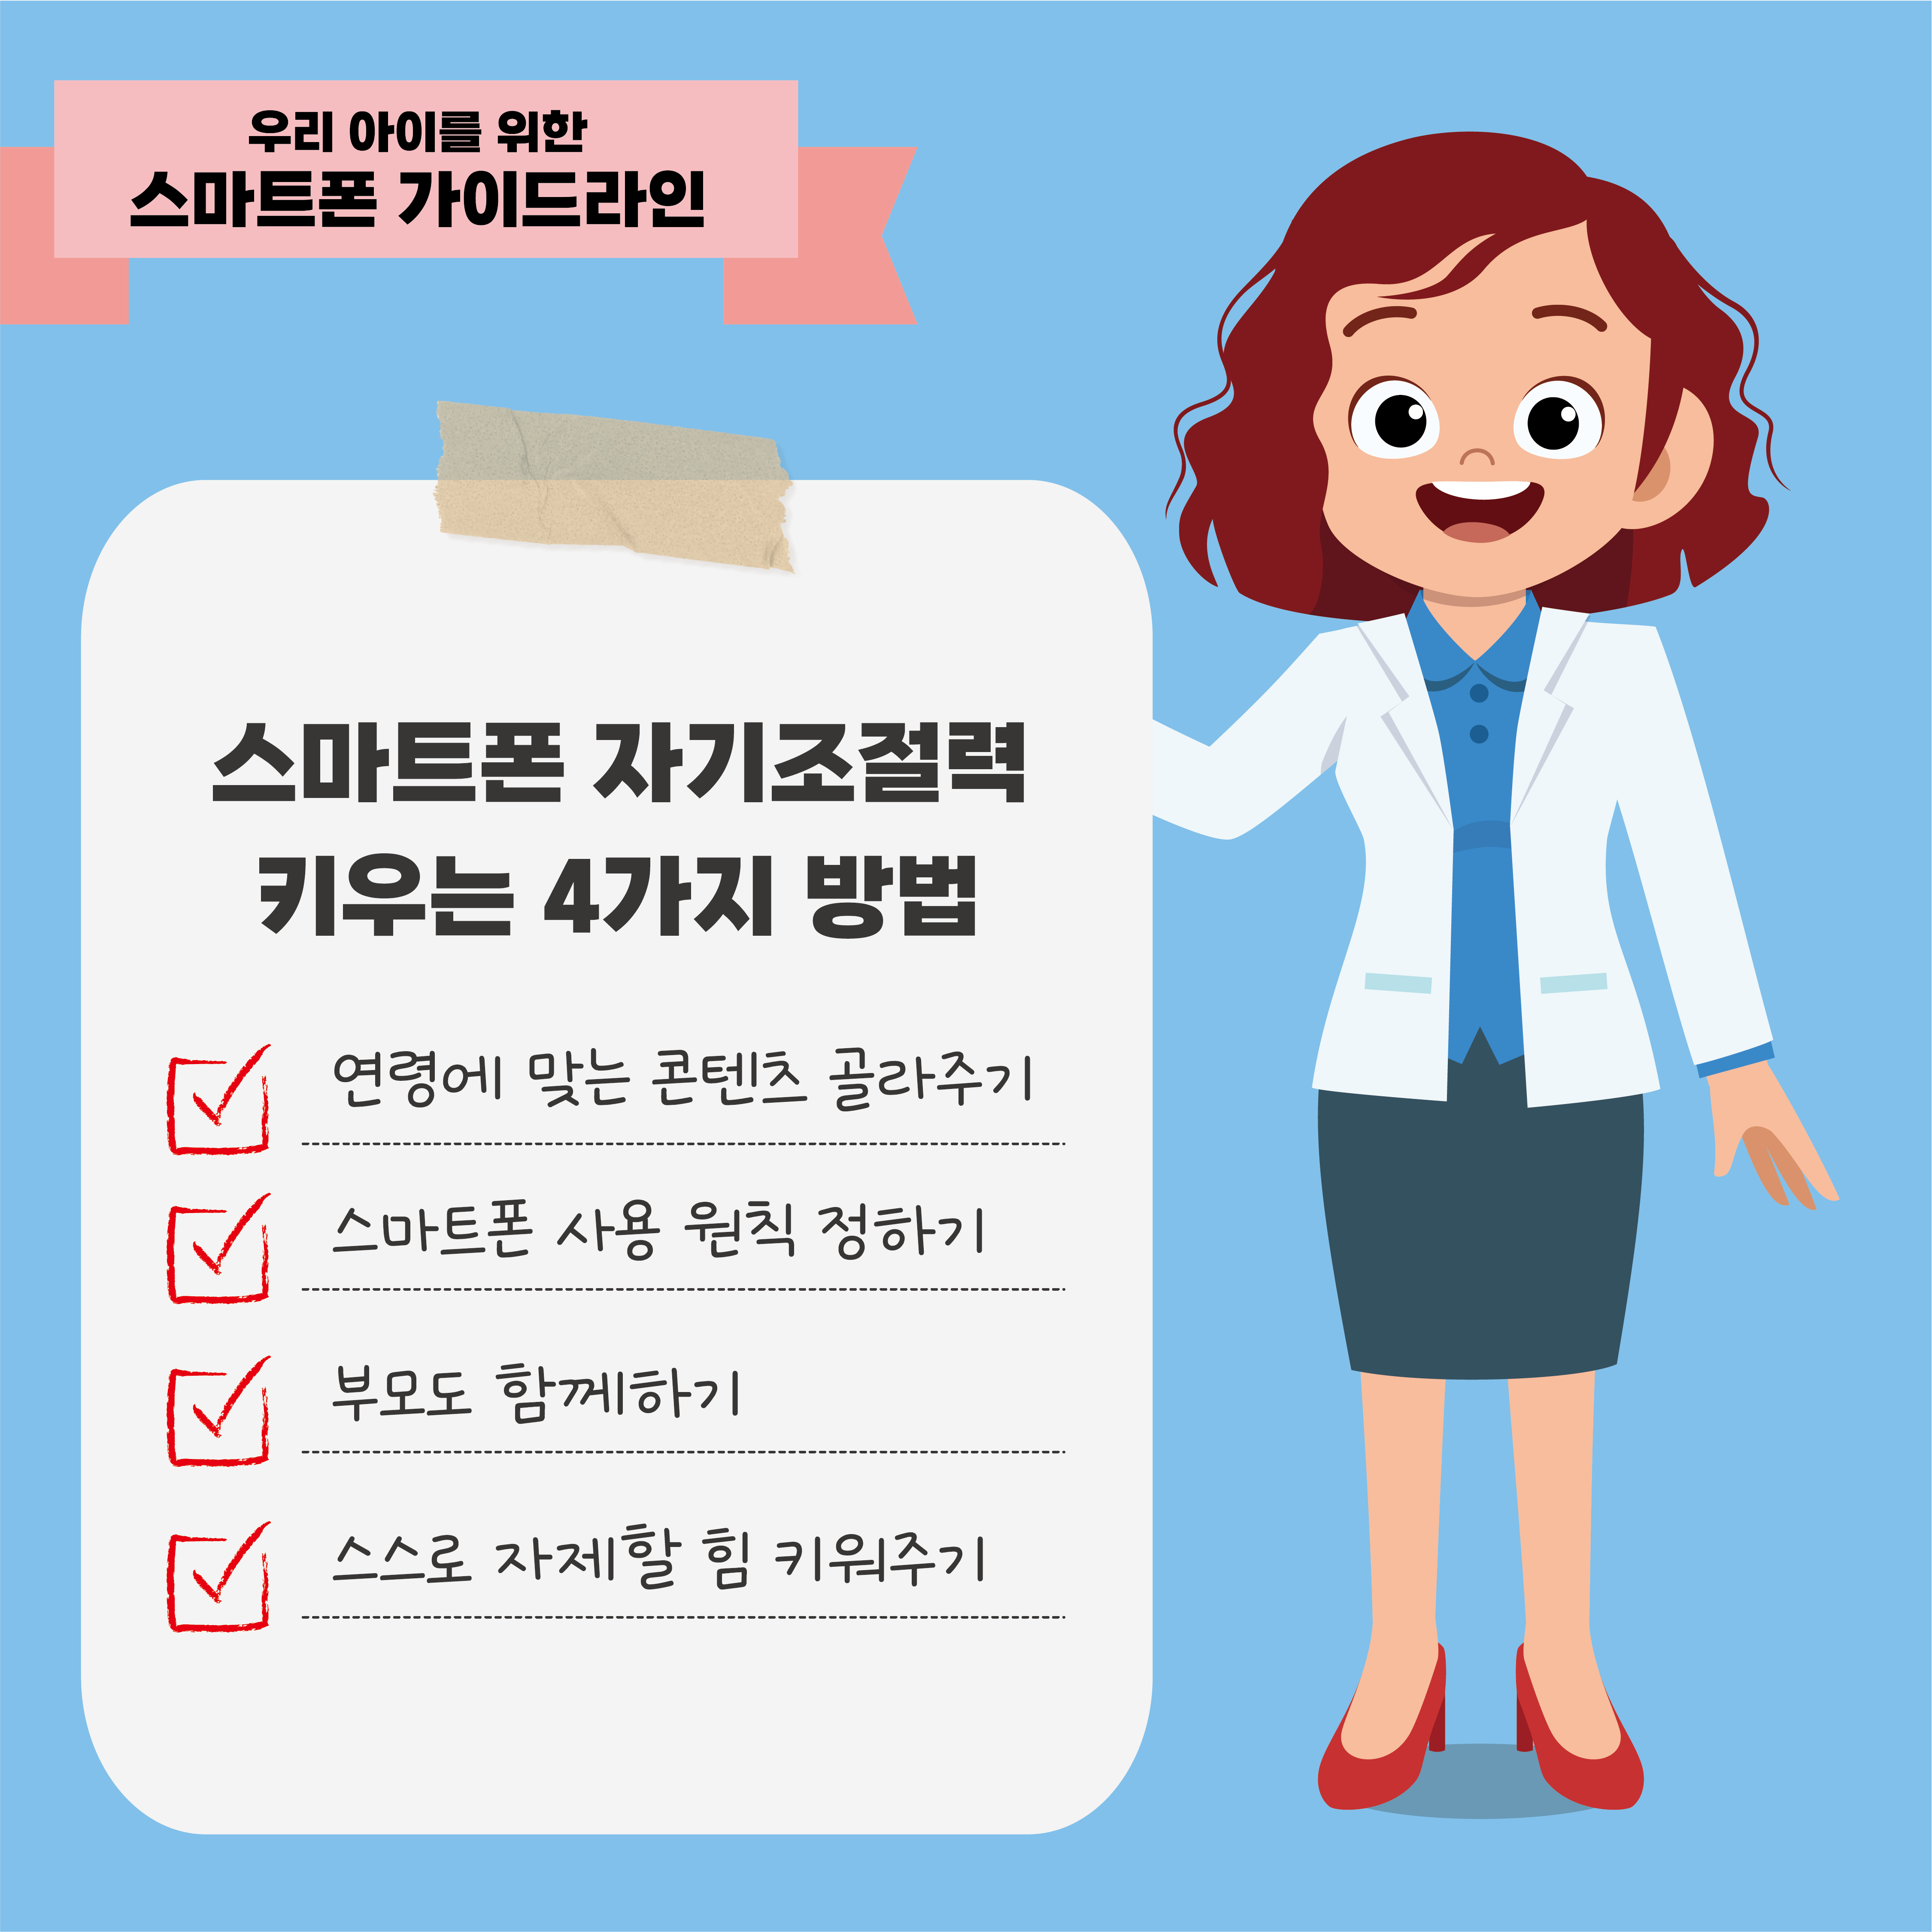 우리 아이를 위한
스마트폰 가이드라인
스마트폰 자기조절력
키우는 4가지 방법
연령에 맞는 콘텐츠 골라주기
스마트폰 사용 원칙 정하기
부모도 함께하기
스스로 자제할 힘 키워주기